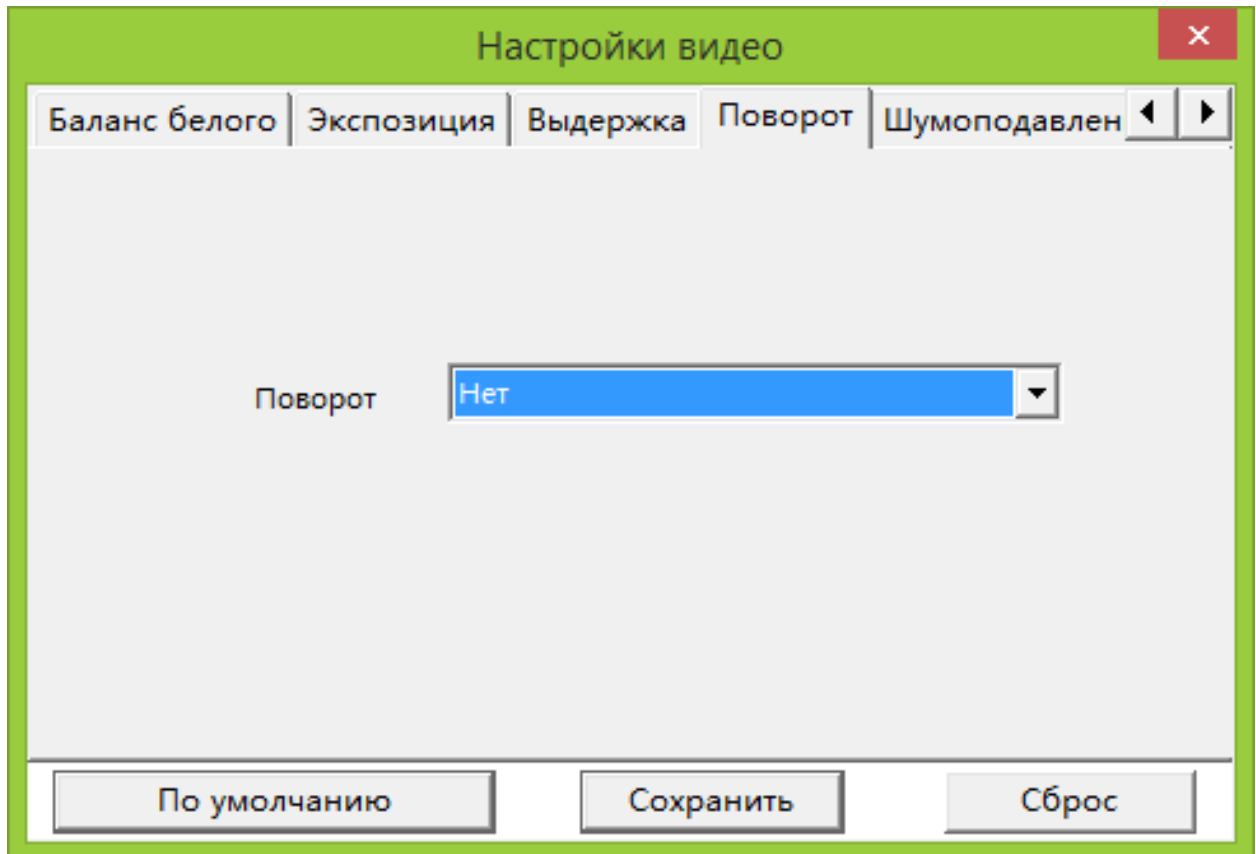 Настройки видео
Баланс белого Экспозиция Выдержка Поворот Шумоподавлен
Поворот Нет
По умолчанию Сохранить Сброс